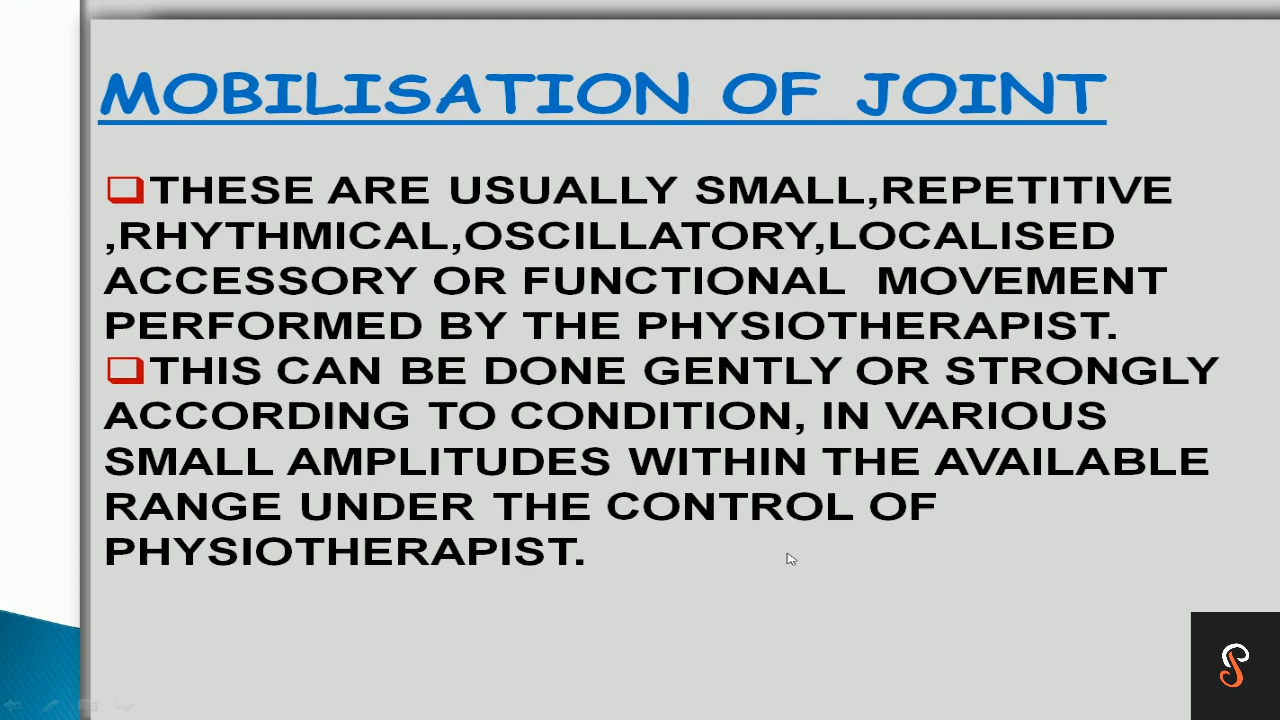 MOBILISATION OF JOINT
THESE ARE USUALLY SMALL,REPETITIVE
,RHYTHMICAL,OSCILLATORY,LOCALISED
ACCESSORY OR FUNCTIONAL MOVEMENT
PERFORMED BY THE PHYSIOTHERAPIST.
THIS CAN BE DONE GENTLY OR STRONGLY
ACCORDING TO CONDITION, IN VARIOUS
SMALL AMPLITUDES WITHIN THE AVAILABLE
RANGE UNDER THE CONTROL OF
PHYSIOTHERAPIST.